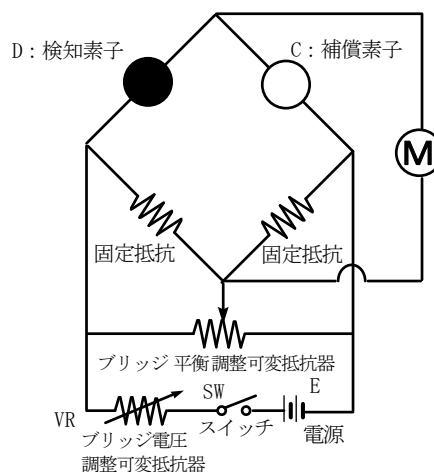 D：検知素子
C：補償素子
M
固定抵抗
固定抵抗
ブリッジ平衡調整可変抵抗器
SW
E
VR
スイッチ
電源
ブリッジ電圧
調整可変抵抗器